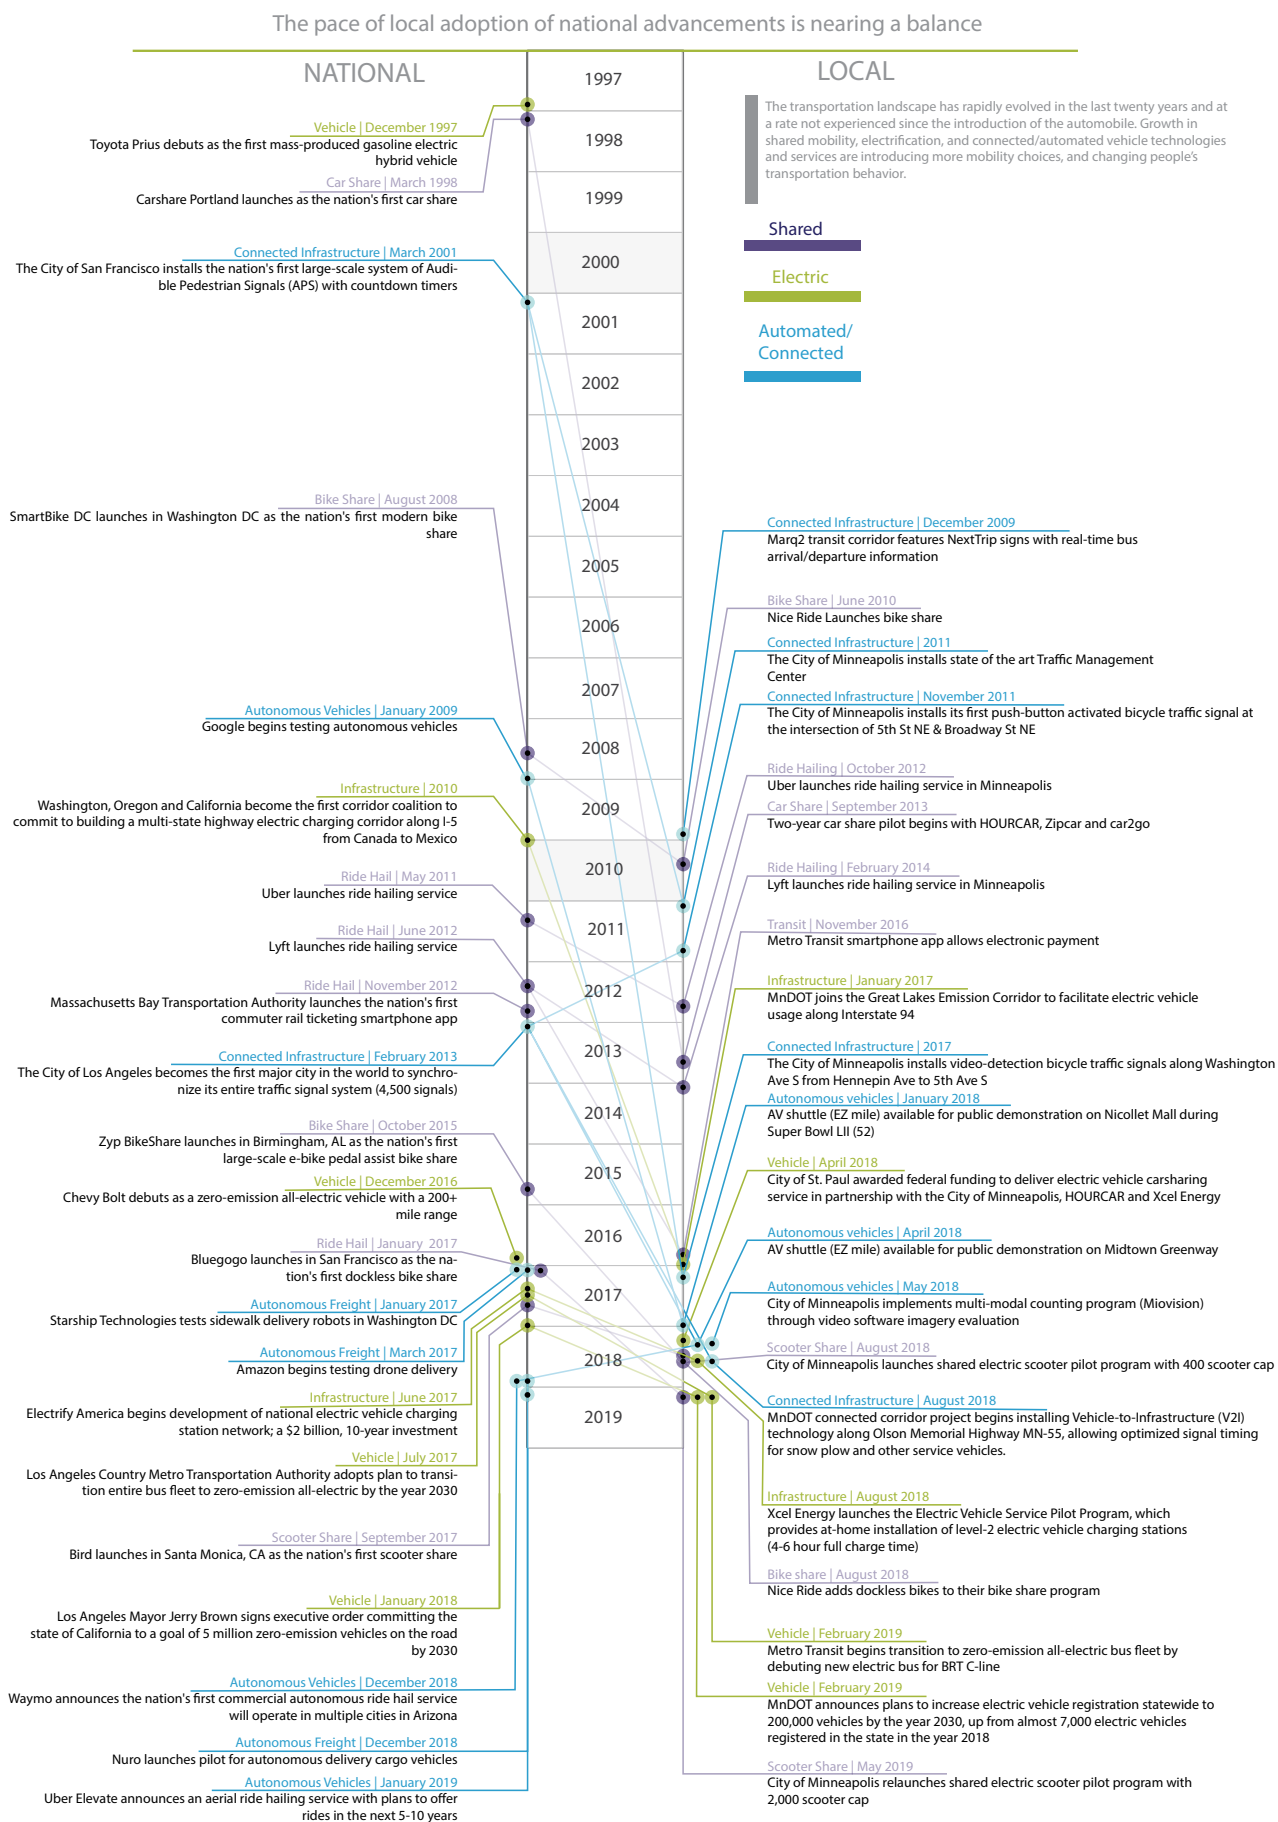 The pace of local adoption of national advancements is nearing a balance
NATIONAL
Vehicle | December 1997
Toyota Prius debuts as the first mass-produced gasoline electric
hybrid vehicle
Car Share | March 1998
Carshare Portland launches as the nation's first car share
Connected Infrastructure | March 2001
The City of San Francisco installs the nation's first large-scale system of Audi-
ble Pedestrian Signals (APS) with countdown timers
Bike Share | August 2008
SmartBike DC launches in Washington DC as the nation's first modern bike
share
Autonomous Vehicles | January 2009
Google begins testing autonomous vehicles
Infrastructure | 2010
Washington, Oregon and California become the first corridor coalition to
commit to building a multi-state highway electric charging corridor along I-5
from Canada to Mexico
Ride Hail | May 2011
Uber launches ride hailing service
Ride Hail | June 2012
Lyft launches ride hailing service
Ride Hail | November 2012
Massachusetts Bay Transportation Authority launches the nation's first
commuter rail ticketing smartphone app
Connected Infrastructure | February 2013
The City of Los Angeles becomes the first major city in the world to synchro-
nize its entire traffic signal system (4,500 signals)
Bike Share | October 2015
Zyp BikeShare launches in Birmingham, AL as the nation's first
large-scale e-bike pedal assist bike share
Vehicle | December 2016
Chevy Bolt debuts as a zero-emission all-electric vehicle with a 200+
mile range
Ride Hail | January 2017
Bluegogo launches in San Francisco as the na-
tion's first dockless bike share
Autonomous Freight | January 2017
Starship Technologies tests sidewalk delivery robots in Washington DC
Autonomous Freight | March 2017
Amazon begins testing drone delivery
Infrastructure | June 2017
Electrify America begins development of national electric vehicle charging
station network; a $2 billion, 10-year investment
Vehicle | July 2017
Los Angeles Country Metro Transportation Authority adopts plan to transi-
tion entire bus fleet to zero-emission all-electric by the year 2030
Scooter Share | September 2017
Bird launches in Santa Monica, CA as the nation's first scooter share
Vehicle | January 2018
Los Angeles Mayor Jerry Brown signs executive order committing the
state of California to a goal of 5 million zero-emission vehicles on the road
by 2030
Autonomous Vehicles | December 2018
Waymo announces the nation's first commercial autonomous ride hail service
will operate in multiple cities in Arizona
Autonomous Freight | December 2018
Nuro launches pilot for autonomous delivery cargo vehicles
Autonomous Vehicles | January 2019
Uber Elevate announces an aerial ride hailing service with plans to offer
rides in the next 5-10 years
1997
1998
1999
2000
2001
2002
2003
2004
2005
2006
2007
2008
2009
2010
2011
2012
2013
2014
2015
2016
2017
2018
2019
LOCAL
The transportation landscape has rapidly evolved in the last twenty years and at
a rate not experienced since the introduction of the automobile. Growth in
shared mobility, electrification, and connected/automated vehicle technologies
and services are introducing more mobility choices, and changing people's
transportation behavior.
Shared
Electric
Automated/
Connected
Connected Infrastructure | December 2009
Marq2 transit corridor features NextTrip signs with real-time bus
arrival/departure information
Bike Share | June 2010
Nice Ride Launches bike share
Connected Infrastructure | 2011
The City of Minneapolis installs state of the art Traffic Management
Center
Connected Infrastructure | November 2011
The City of Minneapolis installs its first push-button activated bicycle traffic signal at
the intersection of 5th St NE & Broadway St NE
Ride Hailing | October 2012
Uber launches ride hailing service in Minneapolis
Car Share | September 2013
Two-year car share pilot begins with HOURCAR, Zipcar and car2go
Ride Hailing | February 2014
Lyft launches ride hailing service in Minneapolis
Transit | November 2016
Metro Transit smartphone app allows electronic payment
Infrastructure | January 2017
MnDOT joins the Great Lakes Emission Corridor to facilitate electric vehicle
usage along Interstate 94
Connected Infrastructure | 2017
The City of Minneapolis installs video-detection bicycle traffic signals along Washington
Ave S from Hennepin Ave to 5th Ave S
Autonomous vehicles | January 2018
AV shuttle (EZ mile) available for public demonstration on Nicollet Mall during
Super Bowl LII (52)
Vehicle | April 2018
City of St. Paul awarded federal funding to deliver electric vehicle carsharing
service in partnership with the City of Minneapolis, HOURCAR and Xcel Energy
Autonomous vehicles | April 2018
AV shuttle (EZ mile) available for public demonstration on Midtown Greenway
Autonomous vehicles | May 2018
City of Minneapolis implements multi-modal counting program (Miovision)
through video software imagery evaluation
Scooter Share | August 2018
City of Minneapolis launches shared electric scooter pilot program with 400 scooter cap
Connected Infrastructure | August 2018
MnDOT connected corridor project begins installing Vehicle-to-Infrastructure (V2I)
technology along Olson Memorial Highway MN-55, allowing optimized signal timing
for snow plow and other service vehicles.
Infrastructure | August 2018
Xcel Energy launches the Electric Vehicle Service Pilot Program, which
provides at-home installation of level-2 electric vehicle charging stations
(4-6 hour full charge time)
Bike share | August 2018
Nice Ride adds dockless bikes to their bike share program
Vehicle | February 2019
Metro Transit begins transition to zero-emission all-electric bus fleet by
debuting new electric bus for BRT C-line
Vehicle | February 2019
MnDOT announces plans to increase electric vehicle registration statewide to
200,000 vehicles by the year 2030, up from almost 7,000 electric vehicles
registered in the state in the year 2018
Scooter Share | May 2019
City of Minneapolis relaunches shared electric scooter pilot program with
2,000 scooter cap